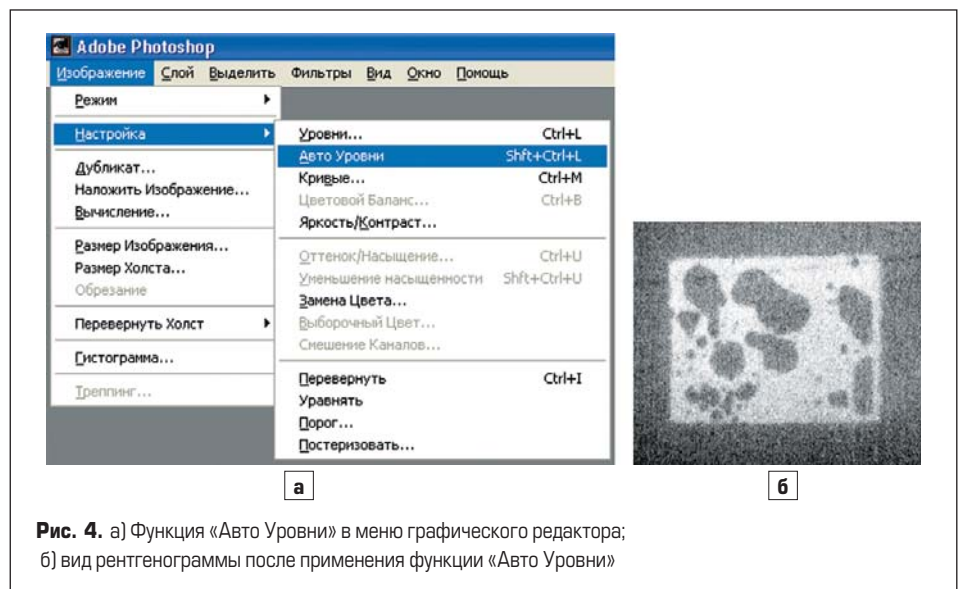 Adobe Photoshop
Изображение Слой Выделить Фильтры Вид Окно Помощь
Режим
Настройка
Дубликат...
Наложить Изображение...
Вычисление...
Размер Изображения...
Размер Холста...
Обрезание
Перевернуть Холст
Гистограмма...
Треппинг...
Уровни... Ctrl+L
Авто Уровни Shft+Ctrl+L
Кривые... Ctrl+M
Цветовой Баланс... Ctrl+B
Яркость/Контраст...
Оттенок/Насыщение... Ctrl+U
Уменьшение насыщенности Shft+Ctrl+U
Замена Цвета...
Выборочный Цвет...
Смешение Каналов...
Перевернуть Ctrl+I
Уравнять
Порог...
Постеризовать...
а
б
Рис. 4. а) Функция «Авто Уровни» в меню графического редактора;
б) вид рентгенограммы после применения функции «Авто Уровни»